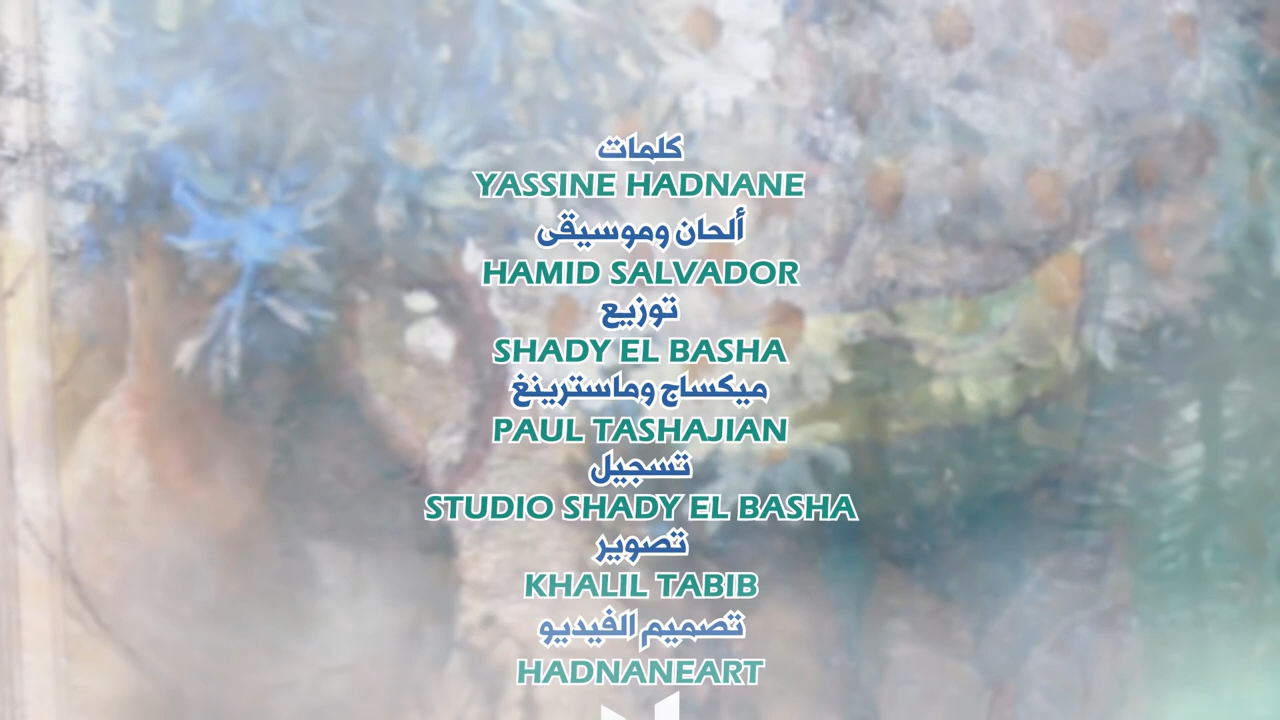 كلمات
YASSINE HADNANE
ألحان وموسيقى
HAMID SALVADOR
توزيع
SHADY EL BASHA
ميكساج وماسترينغ
PAUL TASHAJIAN
تسجيل
STUDIO SHADY EL BASHA
تصوير
KHALIL TABIB
تصميم الفيديو
HADNANEART